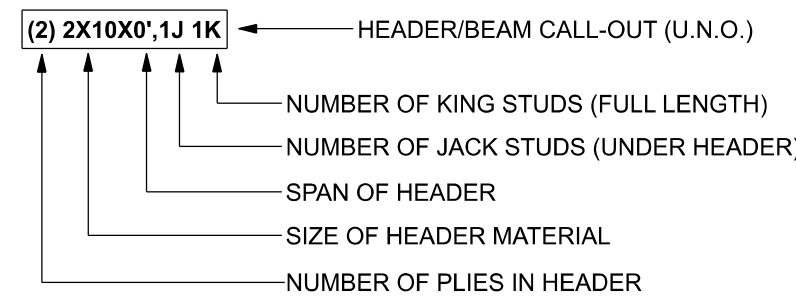 (2) 2X10X0',1J 1K HEADER/BEAM CALL-OUT (U.N.O.)
NUMBER OF KING STUDS (FULL LENGTH)
NUMBER OF JACK STUDS (UNDER HEADER)
SPAN OF HEADER
SIZE OF HEADER MATERIAL
NUMBER OF PLIES IN HEADER